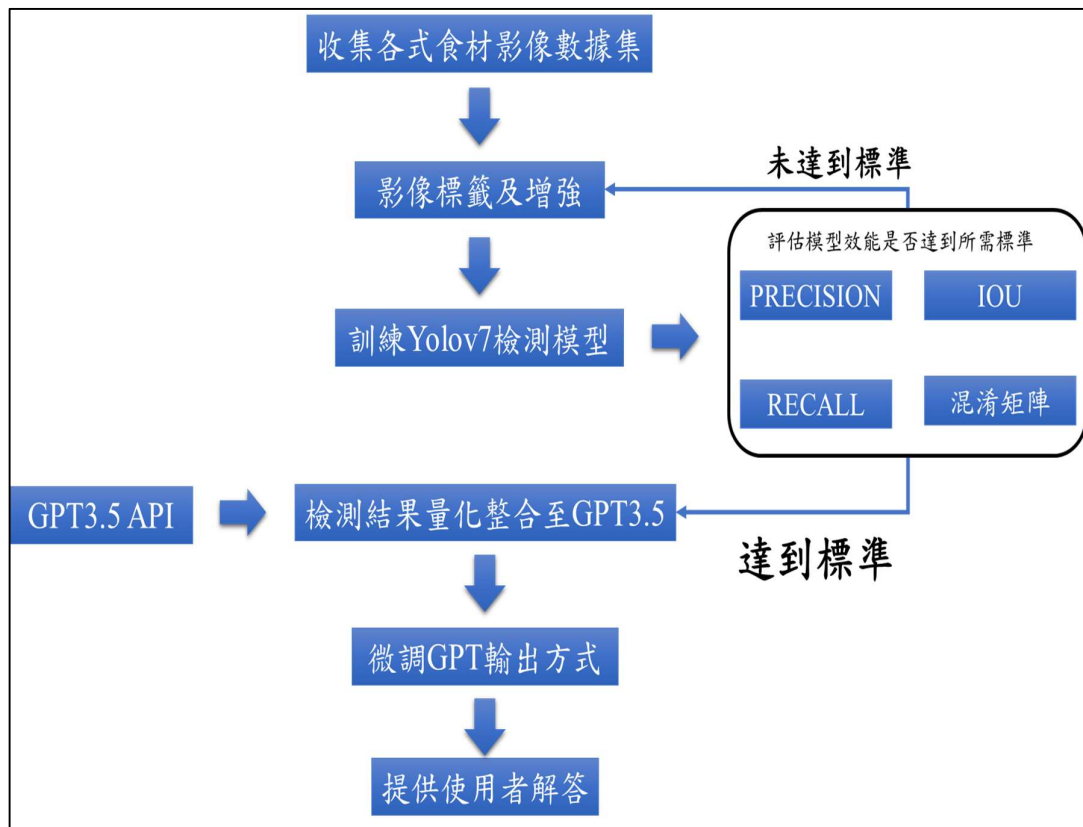 收集各式食材影像數據集
未達到標準
影像標籤及增強
評估模型效能是否達到所需標準
PRECISION
IOU
訓練Yolov7檢測模型
RECALL
混淆矩陣
GPT3.5 API
檢測結果量化整合至GPT3.5
達到標準
微調GPT輸出方式
提供使用者解答